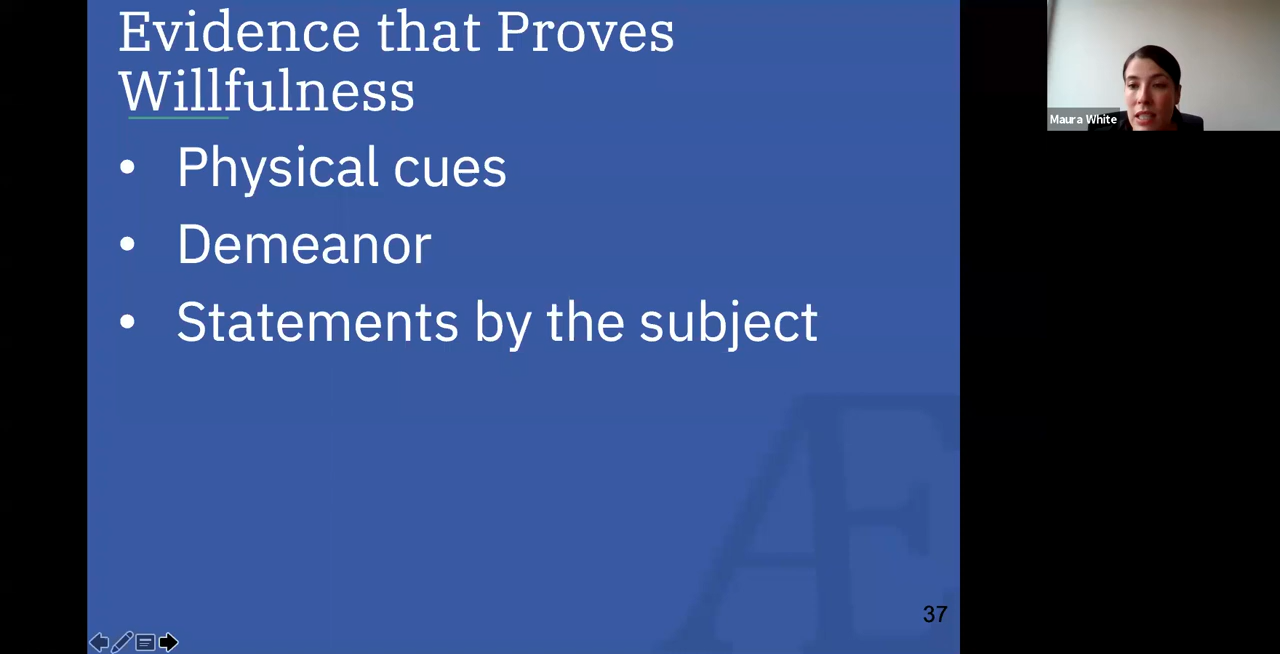 Evidence that Proves
Willfulness
• Physical cues
• Demeanor
• Statements by the subject
Maura White
Æ
37